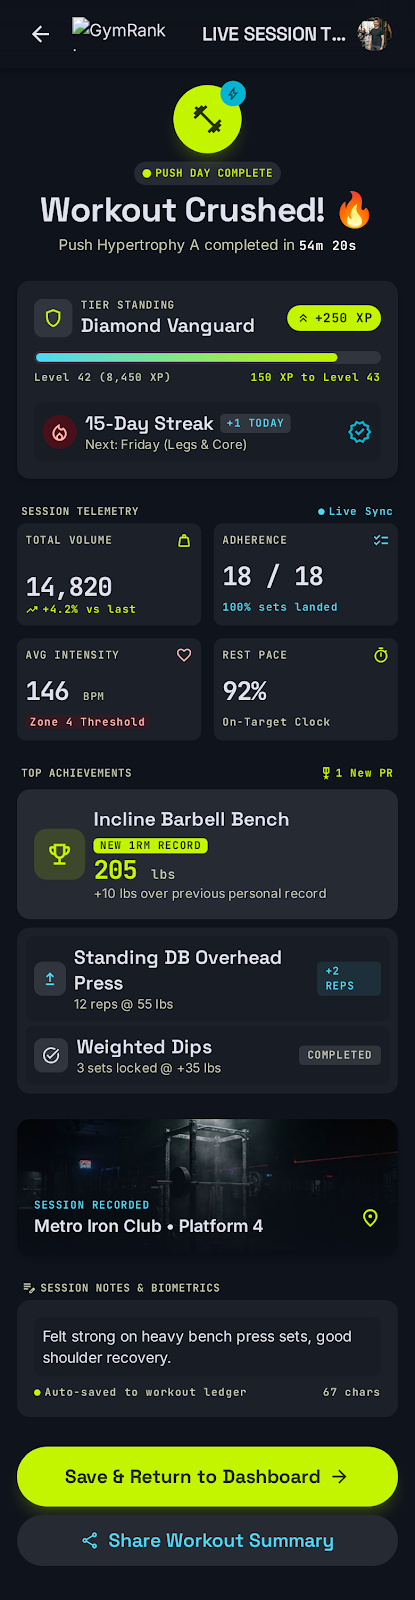 GymRank
.
LIVE SESSION T...
PUSH DAY COMPLETE
Workout Crushed! 🔥
Push Hypertrophy A completed in 54m 20s
TIER STANDING
Diamond Vanguard
+250 XP
Level 42 (8,450 XP)
150 XP to Level 43
15-Day Streak
+1 TODAY
Next: Friday (Legs & Core)
SESSION TELEMETRY
Live Sync
TOTAL VOLUME
14,820
+4.2% vs last
ADHERENCE
18 / 18
100% sets landed
AVG INTENSITY
146 BPM
Zone 4 Threshold
REST PACE
92%
On-Target Clock
TOP ACHIEVEMENTS
1 New PR
Incline Barbell Bench
NEW 1RM RECORD
205 lbs
+10 lbs over previous personal record
Standing DB Overhead
Press
12 reps @ 55 lbs
+2
REPS
Weighted Dips
3 sets locked @ +35 lbs
COMPLETED
SESSION RECORDED
Metro Iron Club • Platform 4
SESSION NOTES & BIOMETRICS
Felt strong on heavy bench press sets, good
shoulder recovery.
Auto-saved to workout ledger
67 chars
Save & Return to Dashboard →
Share Workout Summary